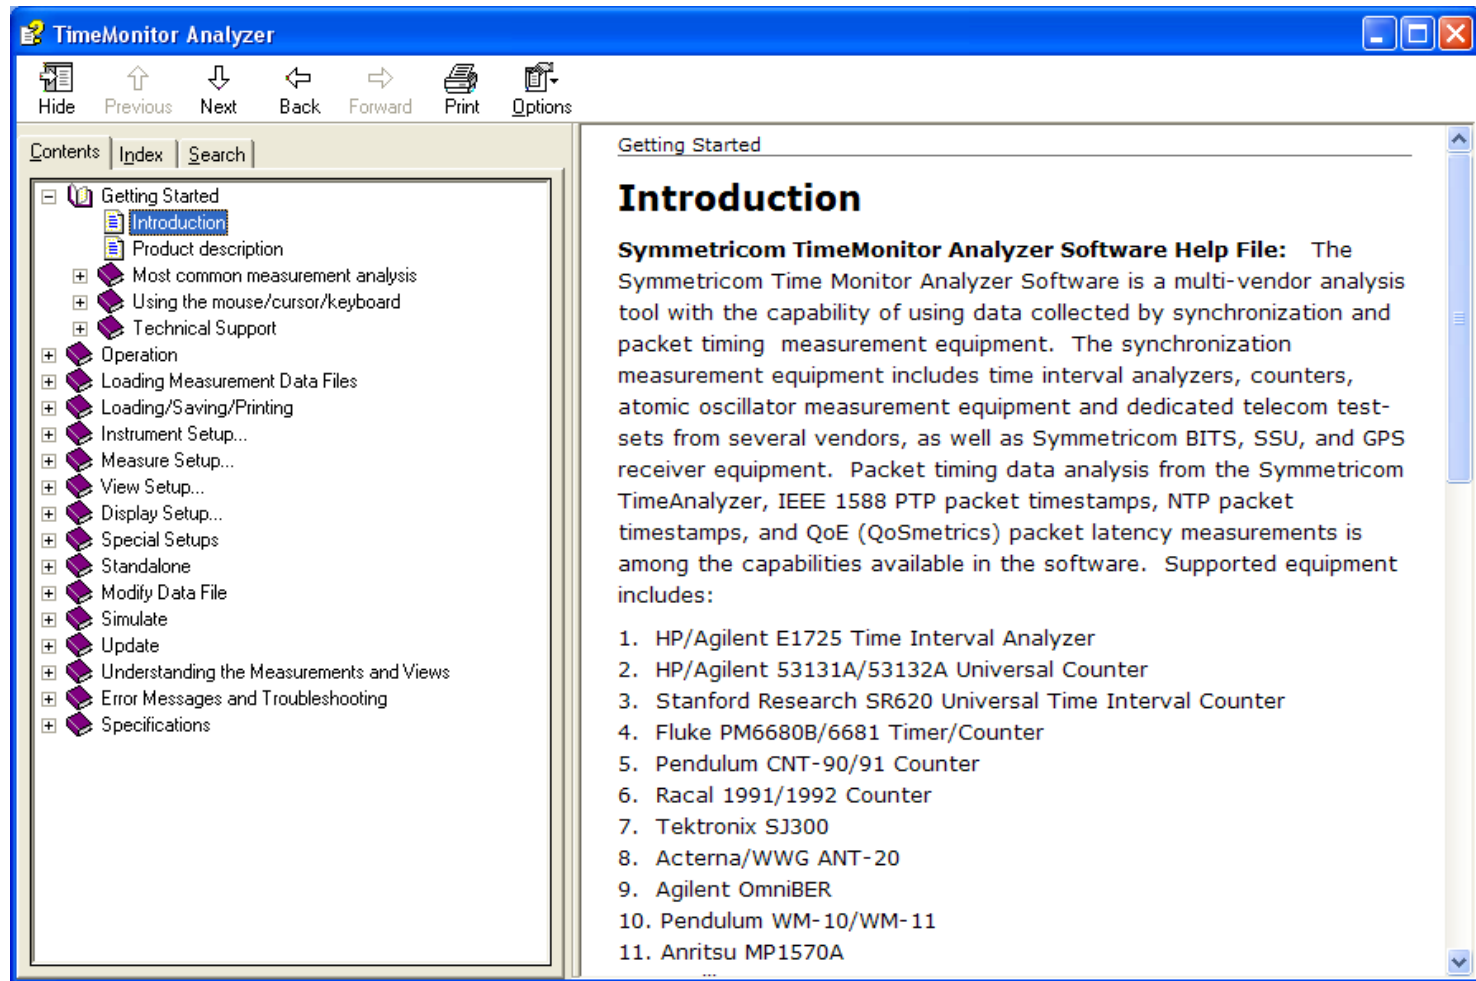 TimeMonitor Analyzer
Hide Previous Next Back Forward Print Options
Contents Index Search
Getting Started
Introduction
Product description
Most common measurement analysis
Using the mouse/cursor/keyboard
Technical Support
Operation
Loading Measurement Data Files
Loading/Saving/Printing
Instrument Setup...
Measure Setup...
View Setup...
Display Setup...
Special Setups
Standalone
Modify Data File
Simulate
Update
Understanding the Measurements and Views
Error Messages and Troubleshooting
Specifications
Getting Started
Introduction
Symmetricom TimeMonitor Analyzer Software Help File: The
Symmetricom Time Monitor Analyzer Software is a multi-vendor analysis
tool with the capability of using data collected by synchronization and
packet timing measurement equipment. The synchronization
measurement equipment includes time interval analyzers, counters,
atomic oscillator measurement equipment and dedicated telecom test-
sets from several vendors, as well as Symmetricom BITS, SSU, and GPS
receiver equipment. Packet timing data analysis from the Symmetricom
TimeAnalyzer, IEEE 1588 PTP packet timestamps, NTP packet
timestamps, and QoE (QoSmetrics) packet latency measurements is
among the capabilities available in the software. Supported equipment
includes:
1. HP/Agilent E1725 Time Interval Analyzer
2. HP/Agilent 53131A/53132A Universal Counter
3. Stanford Research SR620 Universal Time Interval Counter
4. Fluke PM6680B/6681 Timer/Counter
5. Pendulum CNT-90/91 Counter
6. Racal 1991/1992 Counter
7. Tektronix SJ300
8. Acterna/WWG ANT-20
9. Agilent OmniBER
10. Pendulum WM-10/WM-11
11. Anritsu MP1570A